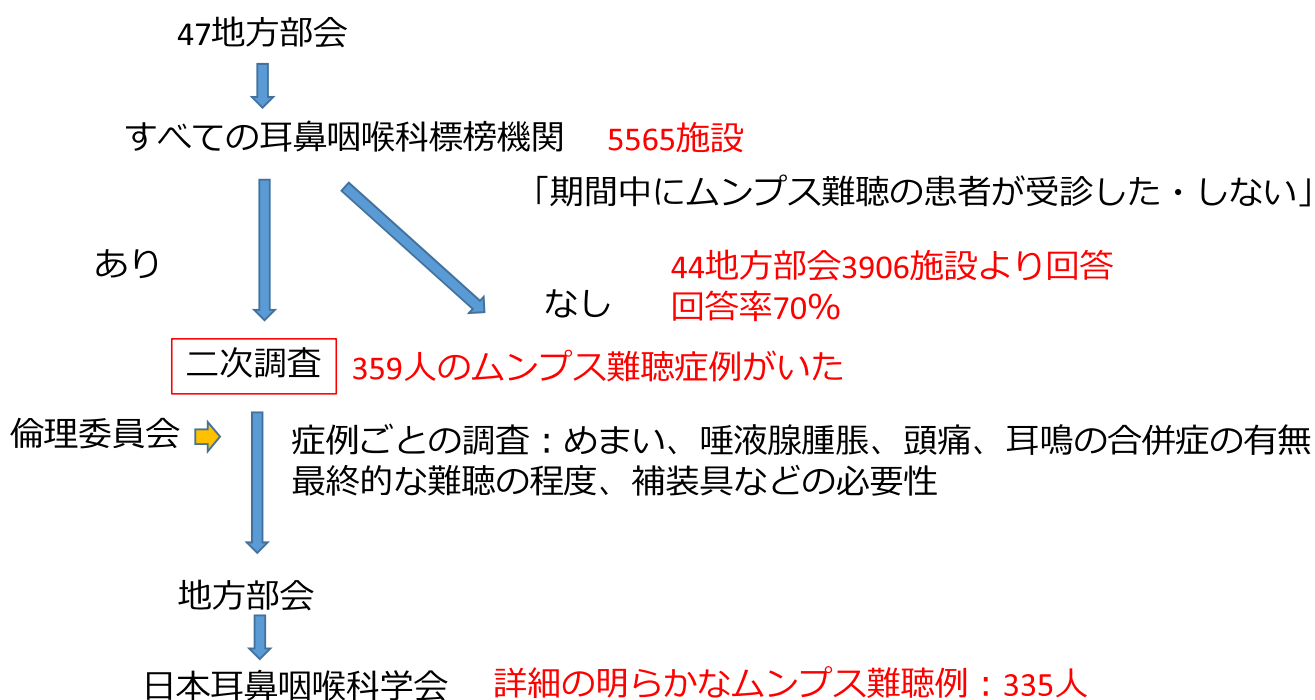 47地方部会
すべての耳鼻咽喉科標榜機関 5565施設
「期間中にムンプス難聴の患者が受診した・しない」
あり
44地方部会3906施設より回答
なし 回答率70%
二次調査 359人のムンプス難聴症例がいた
倫理委員会
症例ごとの調査：めまい、唾液腺腫脹、頭痛、耳鳴の合併症の有無
最終的な難聴の程度、補装具などの必要性
地方部会
日本耳鼻咽喉科学会 詳細の明らかなムンプス難聴例：335人